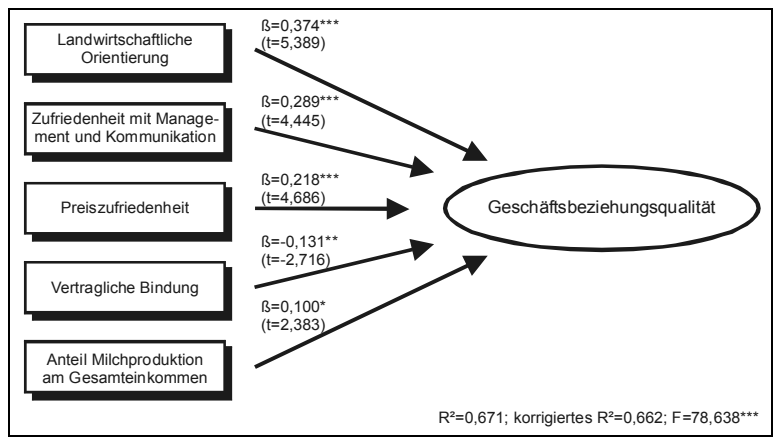 Landwirtschaftliche
Orientierung
ß=0,374***
(t=5,389)
Zufriedenheit mit Manage-
ment und Kommunikation
ß=0,289***
(t=4,445)
Preiszufriedenheit
ß=0,218***
(t=4,686)
Geschäftsbeziehungsqualität
Vertragliche Bindung
ß=-0,131**
(t=-2,716)
Anteil Milchproduktion
am Gesamteinkommen
ß=0,100*
(t=2,383)
R²=0,671; korrigiertes R²=0,662; F=78,638***